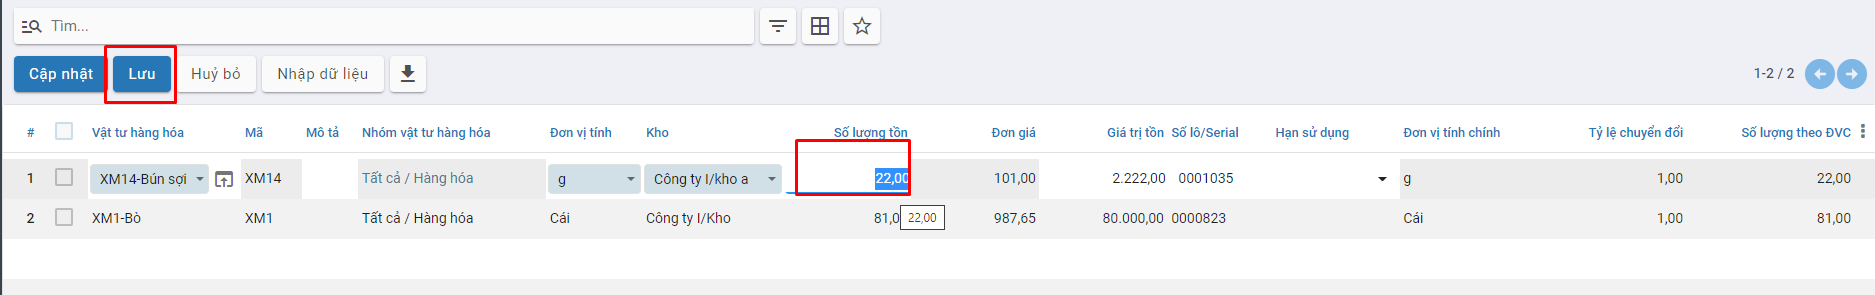 Tìm...
Cập nhật Lưu Huỷ bỏ Nhập dữ liệu 1-2 / 2
# Vật tư hàng hóa Mã Mô tả Nhóm vật tư hàng hóa Đơn vị tính Kho Số lượng tồn Đơn giá Giá trị tồn Số lô/Serial Hạn sử dụng Đơn vị tính chính Tỷ lệ chuyển đổi Số lượng theo ĐVC
1 XM14-Bún sợi XM14 Tất cả / Hàng hóa g Công ty I/kho a 22,00 101,00 2.222,00 0001035 g 1,00 22,00
2 XM1-Bò XM1 Tất cả / Hàng hóa Cái Công ty I/Kho 81,0 22,00 987,65 80.000,00 0000823 Cái 1,00 81,00